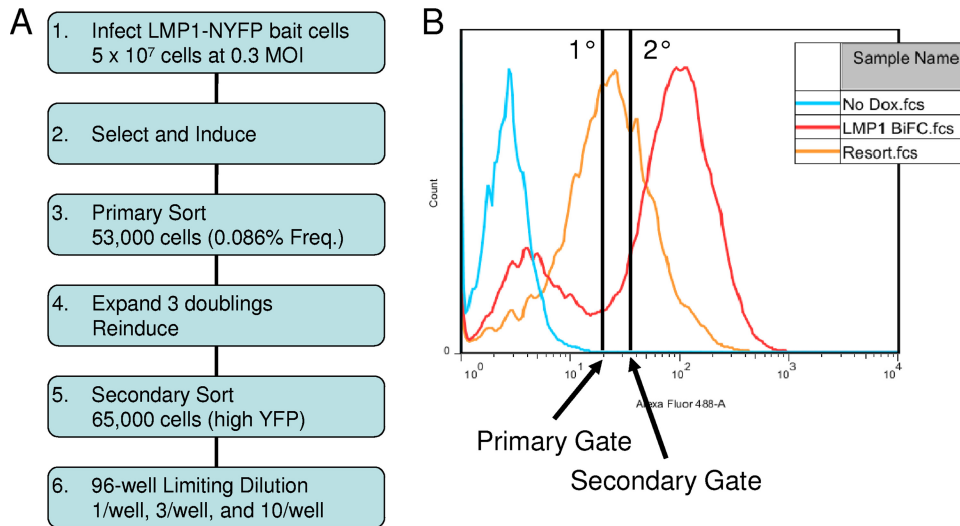 A
1. Infect LMP1-NYFP bait cells
5 x 10⁷ cells at 0.3 MOI
2. Select and Induce
3. Primary Sort
53,000 cells (0.086% Freq.)
4. Expand 3 doublings
Reinduce
5. Secondary Sort
65,000 cells (high YFP)
6. 96-well Limiting Dilution
1/well, 3/well, and 10/well
B
1° 2°
Sample Name
No Dox.fcs
LMP1 BiFC.fcs
Resort.fcs
Count
0
10⁰ 10¹ 10⁻² 10³ 10⁴
Alexa Fluor 488-A
Primary Gate
Secondary Gate